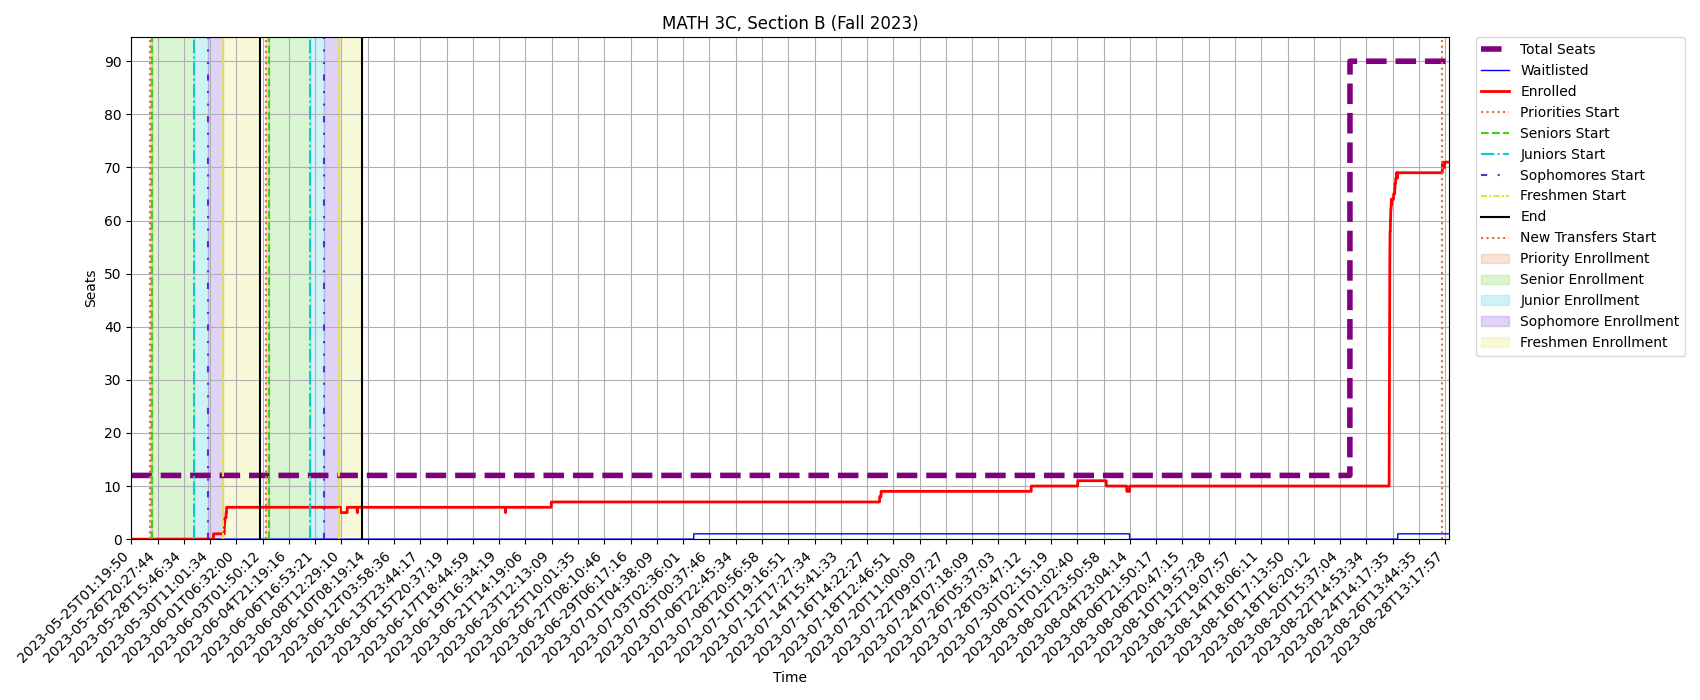 MATH 3C, Section B (Fall 2023)
Seats
90
80
70
60
50
40
30
20
10
0
2023-05-25T01:19:50
2023-05-26T20:27:44
2023-05-28T15:46:34
2023-05-30T11:01:34
2023-06-01T06:32:00
2023-06-03T01:50:12
2023-06-04T21:19:16
2023-06-06T16:53:21
2023-06-08T12:29:10
2023-06-10T08:19:14
2023-06-12T03:58:36
2023-06-13T23:44:17
2023-06-15T20:37:19
2023-06-17T18:44:59
2023-06-19T16:34:19
2023-06-21T14:19:06
2023-06-23T12:13:09
2023-06-25T10:01:35
2023-06-27T08:10:46
2023-06-29T06:17:16
2023-07-01T04:38:09
2023-07-03T02:36:01
2023-07-05T00:37:46
2023-07-06T22:45:34
2023-07-08T20:56:58
2023-07-10T19:16:51
2023-07-12T17:27:34
2023-07-14T15:41:33
2023-07-16T14:22:27
2023-07-18T12:46:51
2023-07-20T11:00:09
2023-07-22T09:07:27
2023-07-24T07:18:09
2023-07-26T05:37:03
2023-07-28T03:47:12
2023-07-30T02:15:19
2023-08-01T01:02:40
2023-08-02T23:50:58
2023-08-04T23:04:14
2023-08-06T21:50:17
2023-08-08T20:47:15
2023-08-10T19:57:28
2023-08-12T19:07:57
2023-08-14T18:06:11
2023-08-16T17:13:50
2023-08-18T16:20:12
2023-08-20T15:37:04
2023-08-22T14:53:34
2023-08-24T14:17:35
2023-08-26T13:44:35
2023-08-28T13:17:57
Time
Total Seats
Waitlisted
Enrolled
Priorities Start
Seniors Start
Juniors Start
Sophomores Start
Freshmen Start
End
New Transfers Start
Priority Enrollment
Senior Enrollment
Junior Enrollment
Sophomore Enrollment
Freshmen Enrollment